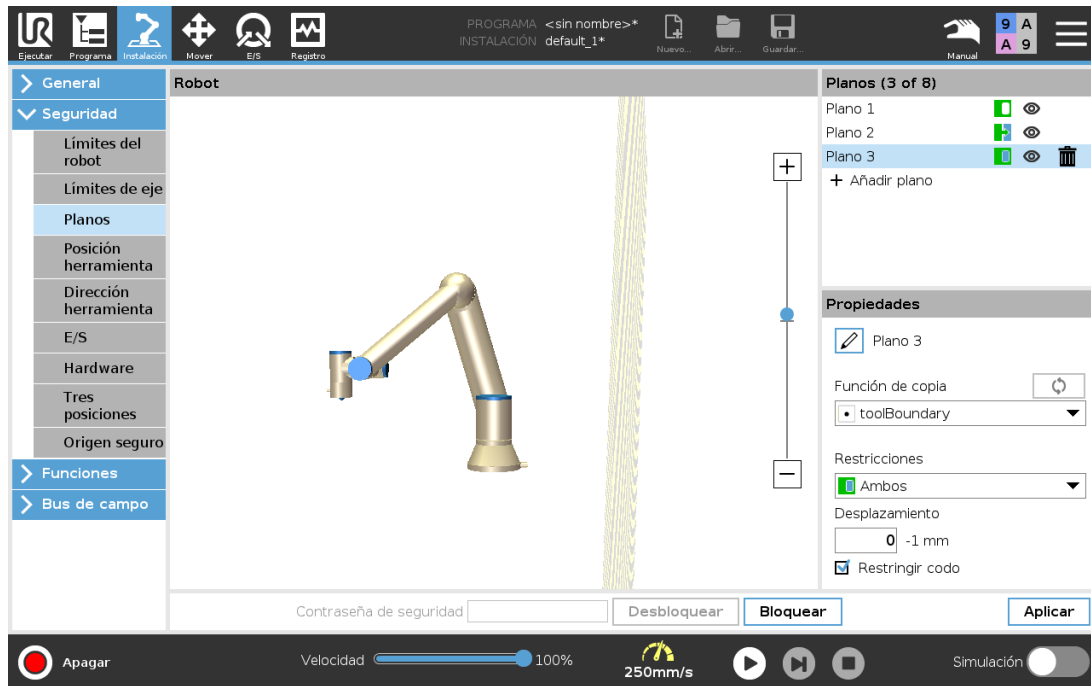 PROGRAMA <sin nombre>*
INSTALACIÓN default_1*
Ejecutar
Programa
Instalación
Mover
E/S
Registro
Nuevo...
Abrir...
Guardar...
Manual
9 A
A 9
General
Seguridad
Límites del
robot
Límites de eje
Planos
Posición
herramienta
Dirección
herramienta
E/S
Hardware
Tres
posiciones
Origen seguro
Funciones
Bus de campo
Robot
Planos (3 of 8)
Plano 1
Plano 2
Plano 3
+ Añadir plano
Propiedades
Plano 3
Función de copia
toolBoundary
Restricciones
Ambos
Desplazamiento
0 -1 mm
Restringir codo
Contraseña de seguridad
Desbloquear
Bloquear
Aplicar
Apagar
Velocidad
100%
250mm/s
Simulación